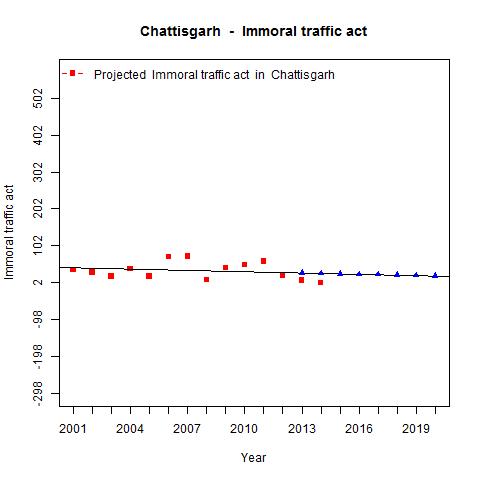 Chattisgarh - Immoral traffic act
Projected Immoral traffic act in Chattisgarh
Immoral traffic act
502
402
302
202
102
2
-98
-198
-298
2001 2004 2007 2010 2013 2016 2019
Year